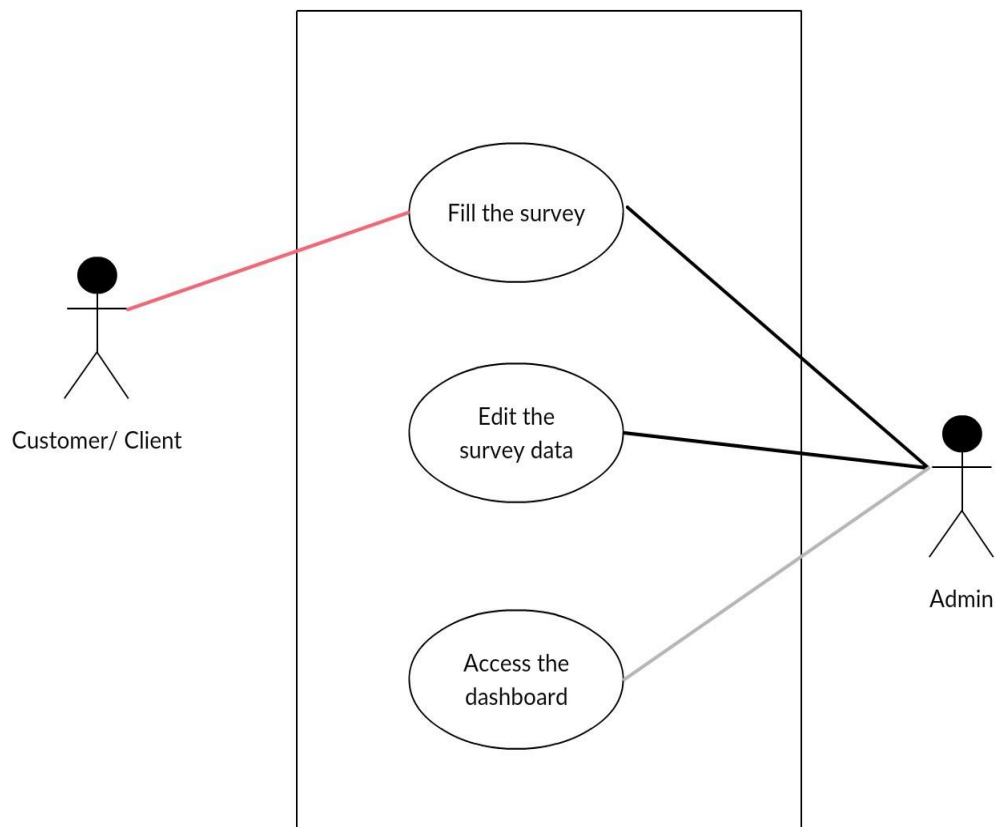 Fill the survey
Customer/ Client
Edit the
survey data
Admin
Access the
dashboard